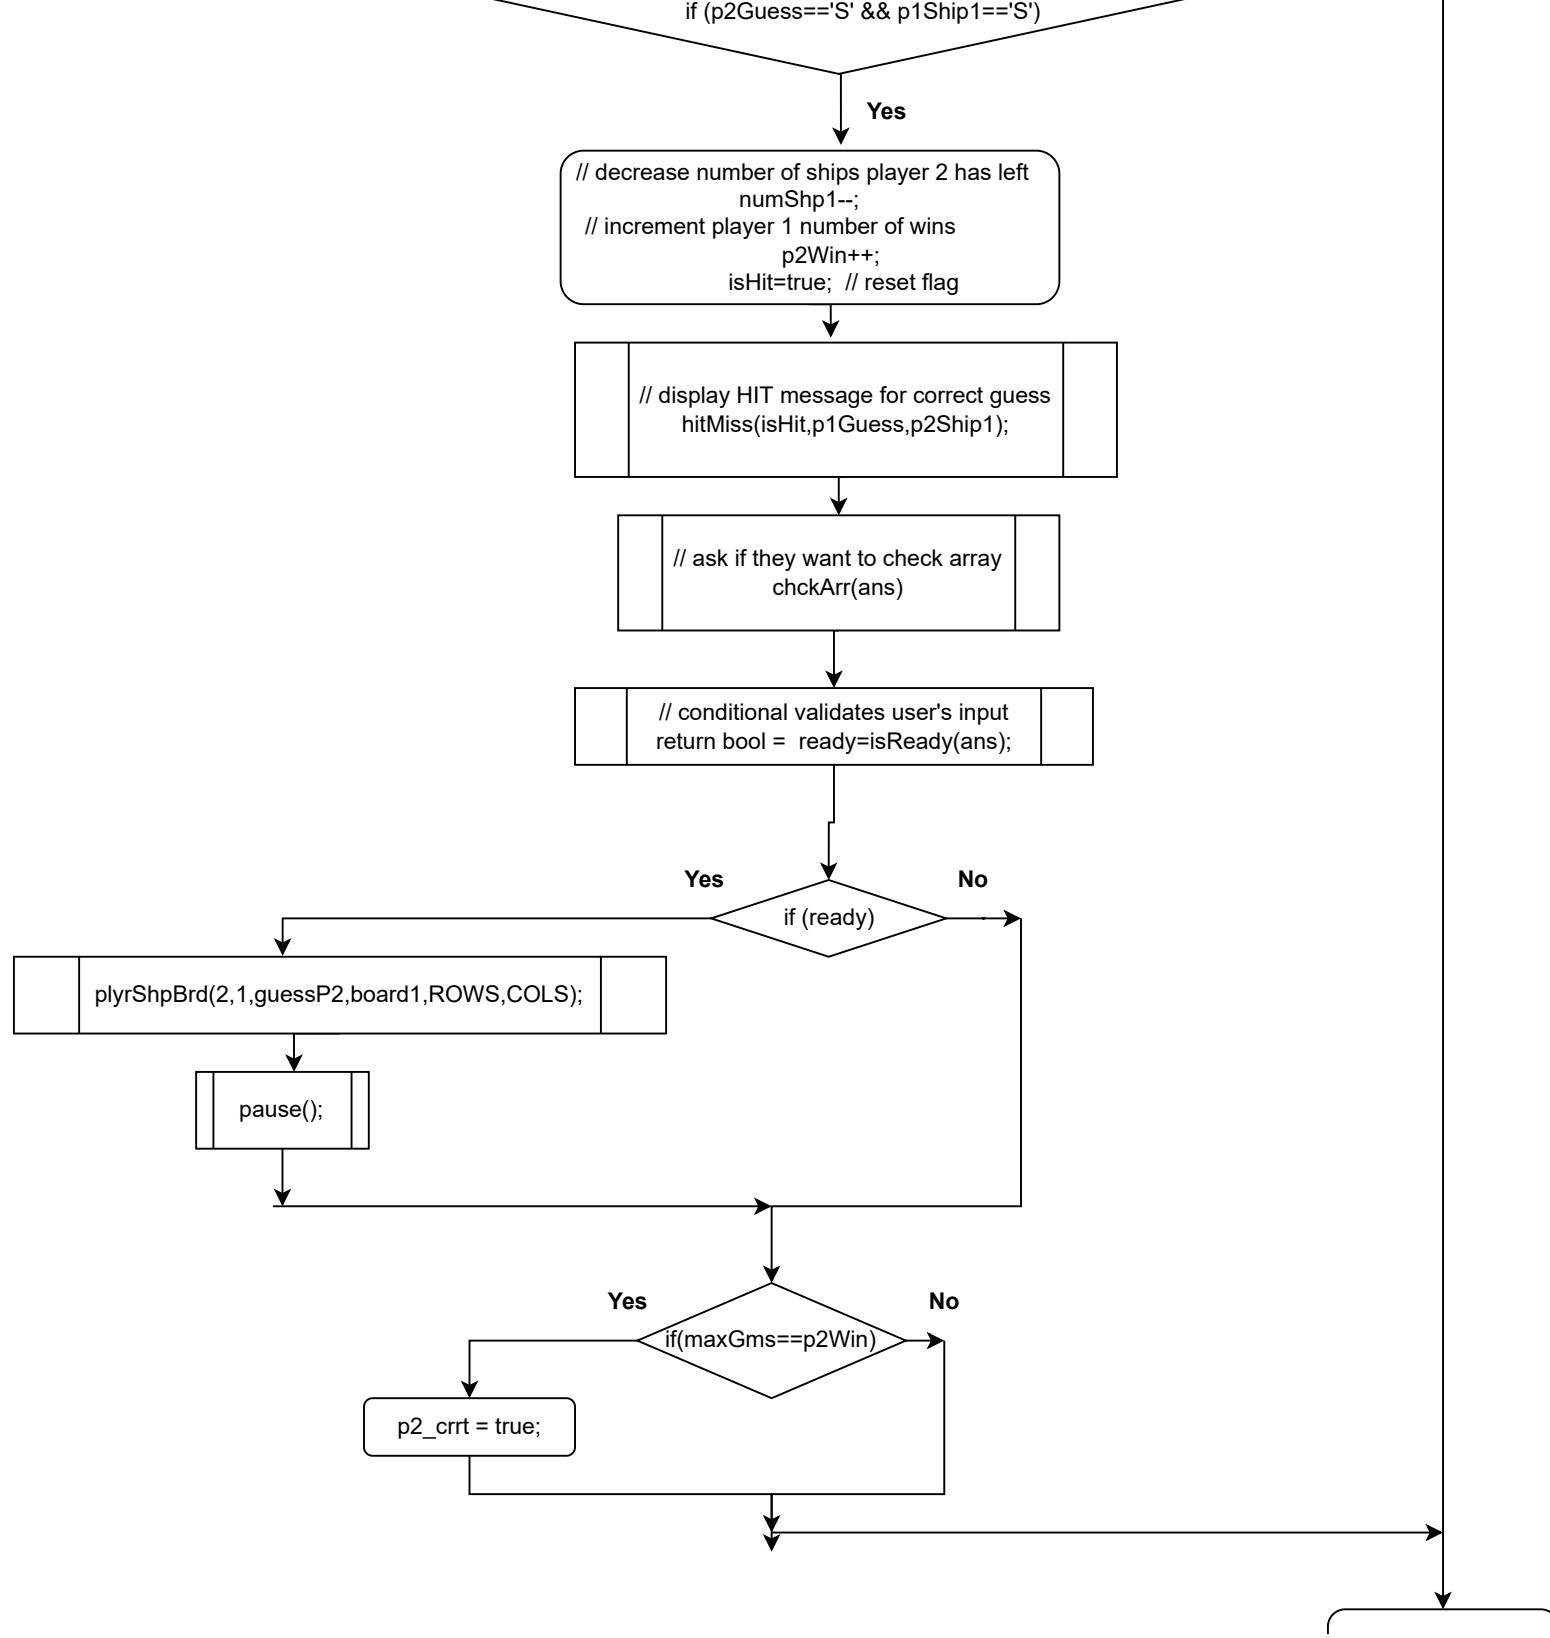 if (p2Guess=='S' && p1Ship1=='S')
Yes
// decrease number of ships player 2 has left
numShp1--;
// increment player 1 number of wins
p2Win++;
isHit=true;  // reset flag
// display HIT message for correct guess
hitMiss(isHit,p1Guess,p2Ship1);
// ask if they want to check array
chckArr(ans)
// conditional validates user's input
return bool =  ready=isReady(ans);
Yes
No
if (ready)
plyrShpBrd(2,1,guessP2,board1,ROWS,COLS);
pause();
Yes
No
if(maxGms==p2Win)
p2_crrt = true;